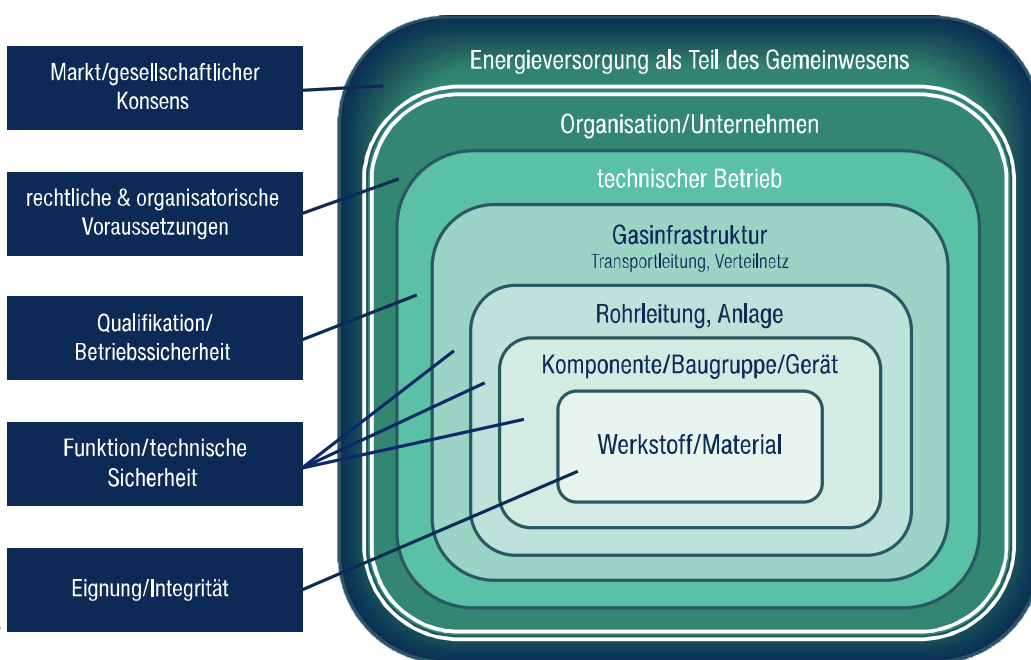 Markt/gesellschaftlicher
Konsens
rechtliche & organisatorische
Voraussetzungen
Qualifikation/
Betriebssicherheit
Funktion/technische
Sicherheit
Eignung/Integrität
Energieversorgung als Teil des Gemeinwesens
Organisation/Unternehmen
technischer Betrieb
Gasinfrastruktur
Transportleitung, Verteilnetz
Rohrleitung, Anlage
Komponente/Baugruppe/Gerät
Werkstoff/Material